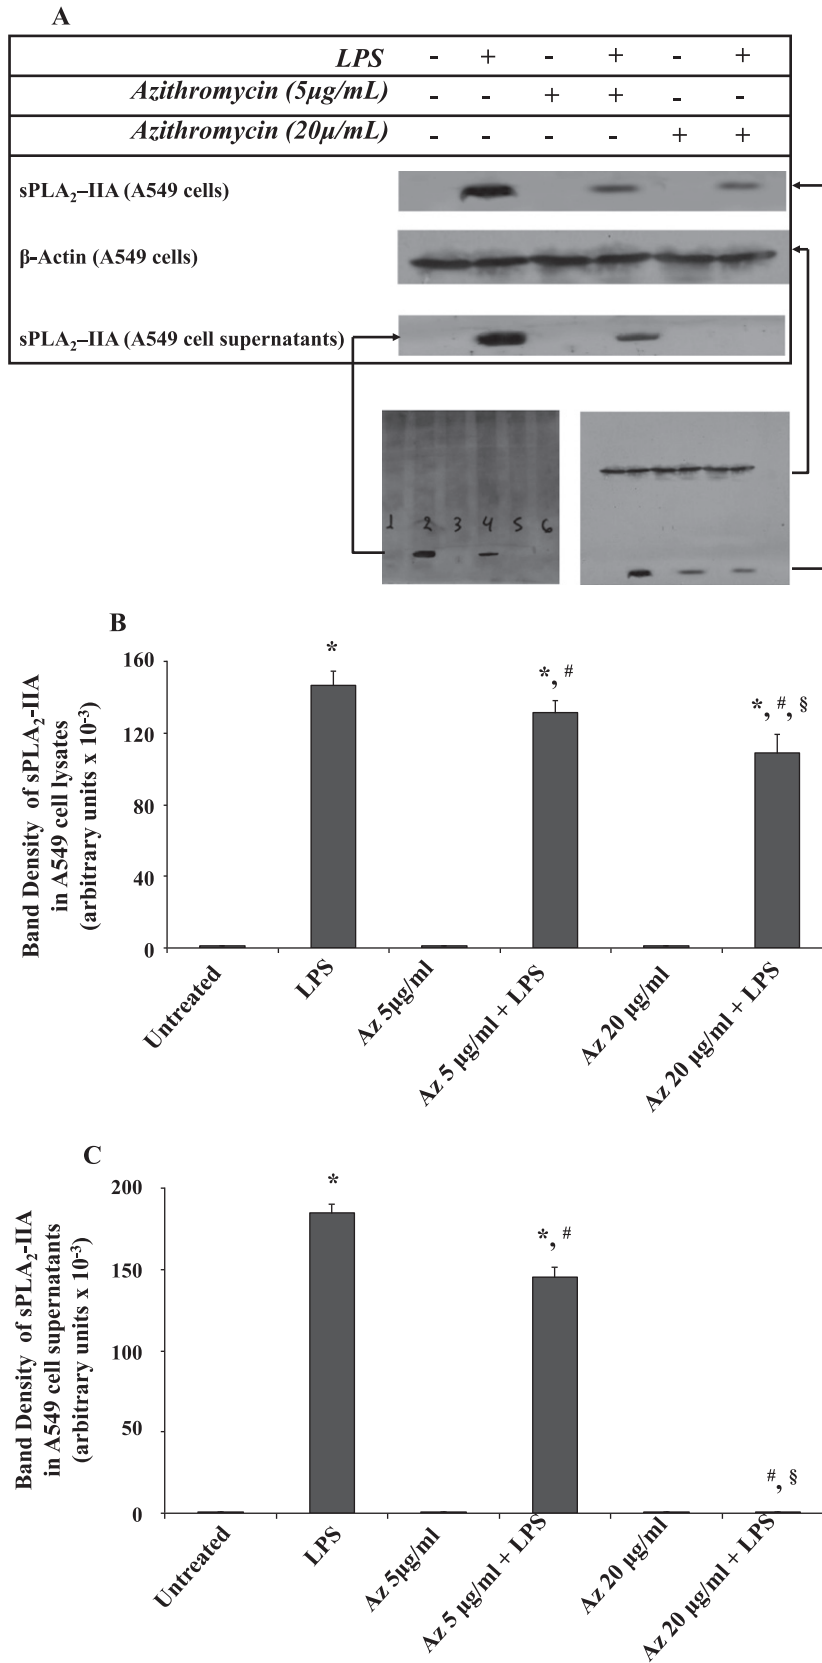 A
LPS - + - + - +
Azithromycin (5µg/mL) - - + + - -
Azithromycin (20µ/mL) - - - - + +
sPLA2–IIA (A549 cells)
β-Actin (A549 cells)
sPLA2–IIA (A549 cell supernatants)
1 2 3 4 5 6
B
Band Density of sPLA2-IIA
in A549 cell lysates
(arbitrary units x 10-3)
160
120
80
40
0
*
*, #
*, #, §
Untreated
LPS
Az 5µg/ml
Az 5 µg/ml + LPS
Az 20 µg/ml
Az 20 µg/ml + LPS
C
Band Density of sPLA2-IIA
in A549 cell supernatants
(arbitrary units x 10-3)
200
150
100
50
0
*
*, #
#, §
Untreated
LPS
Az 5µg/ml
Az 5 µg/ml + LPS
Az 20 µg/ml
Az 20 µg/ml + LPS